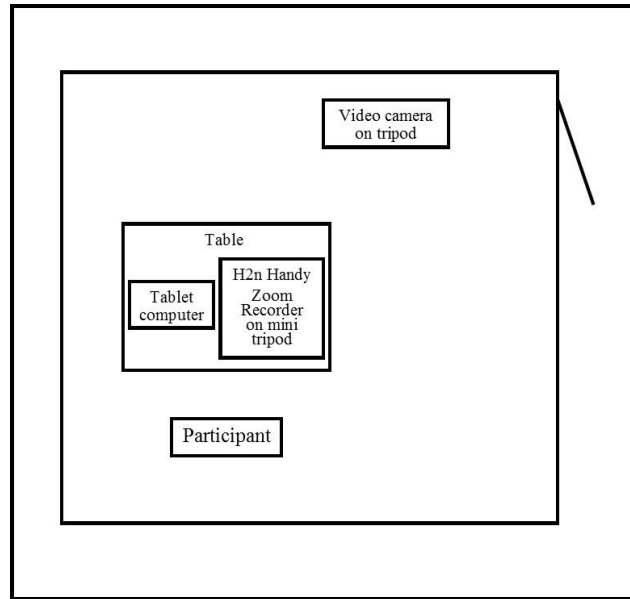 Video camera
on tripod
Table
H2n Handy
Zoom
Recorder
on mini
tripod
Tablet
computer
Participant